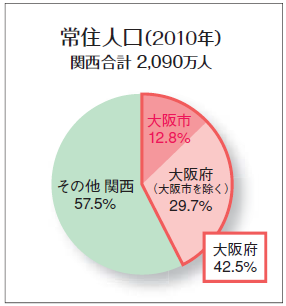 常住人口(2010年)
関西合計 2,090万人
大阪市
12.8%
大阪府
(大阪市を除く)
29.7%
その他 関西
57.5%
大阪府
42.5%